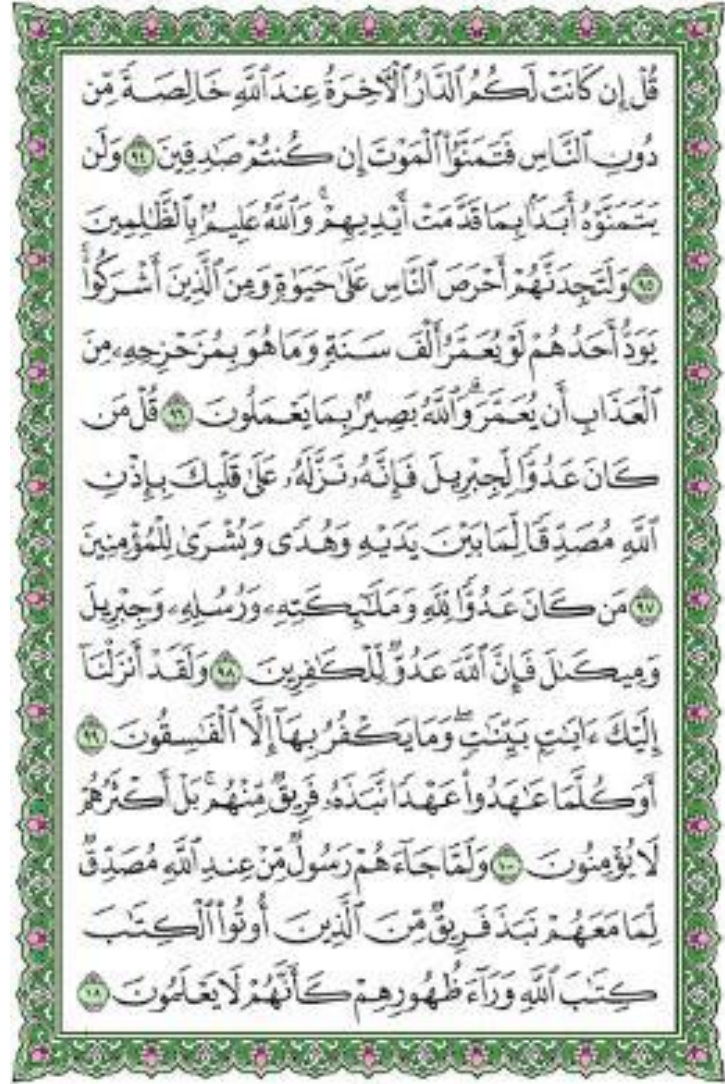 قُلْ إِن كَانَتْ لَكُمُ ٱلدَّارُ ٱلْأَخِرَةُ عِندَ ٱللَّهِ خَالِصَةً مِّن
دُونِ ٱلنَّاسِ فَتَمَنَّوُا۟ ٱلْمَوْتَ إِن كُنتُمْ صَٰدِقِينَ ٩٤ وَلَن
يَتَمَنَّوْهُ أَبَدًۢا بِمَا قَدَّمَتْ أَيْدِيهِمْ ۗ وَٱللَّهُ عَلِيمٌۢ بِٱلظَّٰلِمِينَ
٩٥ وَلَتَجِدَنَّهُمْ أَحْرَصَ ٱلنَّاسِ عَلَىٰ حَيَوٰةٍ وَمِنَ ٱلَّذِينَ أَشْرَكُوا۟ ۚ
يَوَدُّ أَحَدُهُمْ لَوْ يُعَمَّرُ أَلْفَ سَنَةٍ وَمَا هُوَ بِمُزَحْزِحِهِۦ مِنَ
ٱلْعَذَابِ أَن يُعَمَّرَ ۗ وَٱللَّهُ بَصِيرٌۢ بِمَا يَعْمَلُونَ ٩٦ قُلْ مَن
كَانَ عَدُوًّا لِّجِبْرِيلَ فَإِنَّهُۥ نَزَّلَهُۥ عَلَىٰ قَلْبِكَ بِإِذْنِ
ٱللَّهِ مُصَدِّقًا لِّمَا بَيْنَ يَدَيْهِ وَهُدًى وَبُشْرَىٰ لِلْمُؤْمِنِينَ
٩٧ مَن كَانَ عَدُوًّا لِّلَّهِ وَمَلَٰٓئِكَتِهِۦ وَرُسُلِهِۦ وَجِبْرِيلَ
وَمِيكَىٰلَ فَإِنَّ ٱللَّهَ عَدُوٌّ لِّلْكَٰفِرِينَ ٩٨ وَلَقَدْ أَنزَلْنَآ
إِلَيْكَ ءَايَٰتٍۭ بَيِّنَٰتٍ ۖ وَمَا يَكْفُرُ بِهَآ إِلَّا ٱلْفَٰسِقُونَ ٩٩
أَوَكُلَّمَا عَٰهَدُوا۟ عَهْدًا نَّبَذَهُۥ فَرِيقٌ مِّنْهُم ۚ بَلْ أَكْثَرُهُمْ
لَا يُؤْمِنُونَ ١٠٠ وَلَمَّا جَآءَهُمْ رَسُولٌ مِّنْ عِندِ ٱللَّهِ مُصَدِّقٌ
لِّمَا مَعَهُمْ نَبَذَ فَرِيقٌ مِّنَ ٱلَّذِينَ أُوتُوا۟ ٱلْكِتَٰبَ
كِتَٰبَ ٱللَّهِ وَرَآءَ ظُهُورِهِمْ كَأَنَّهُمْ لَا يَعْلَمُونَ ١٠١